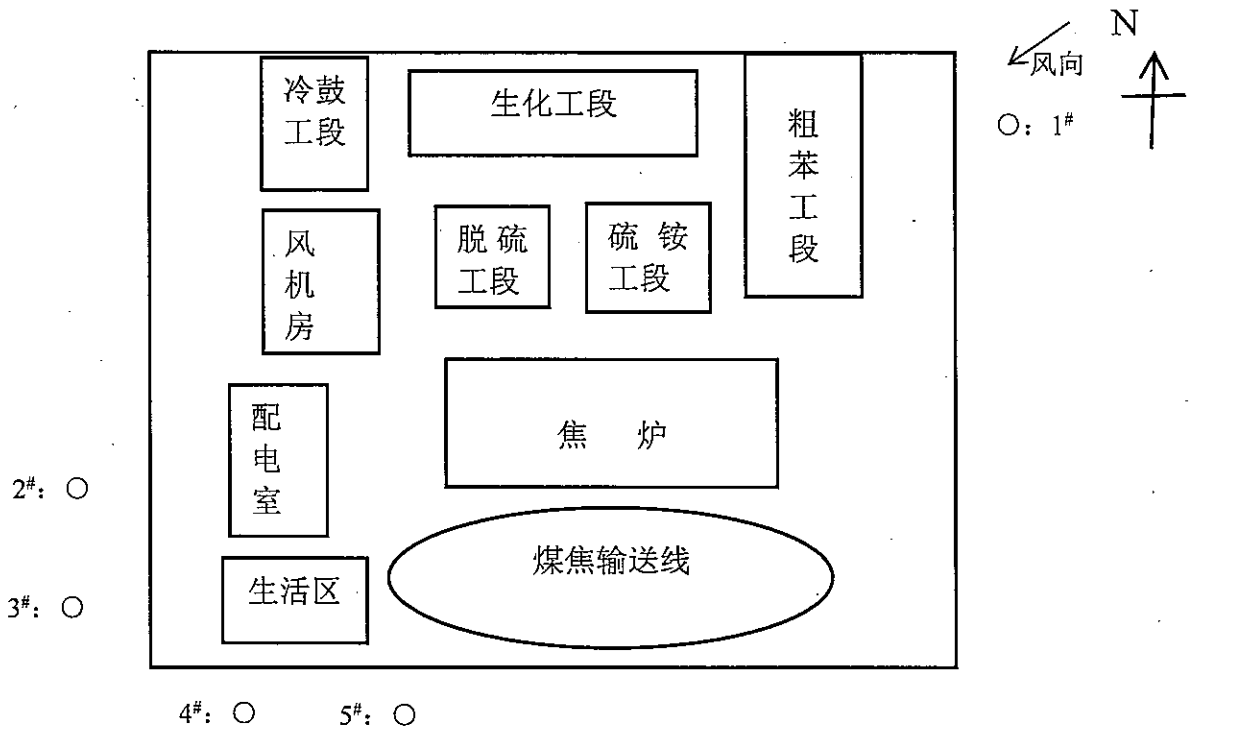 N
风向
○: 1#
冷鼓
工段
生化工段
粗
苯
工
段
风
机
房
脱硫
工段
硫 铵
工段
配
电
室
焦 炉
2#: ○
煤焦输送线
生活区
3#: ○
4#: ○ 5#: ○